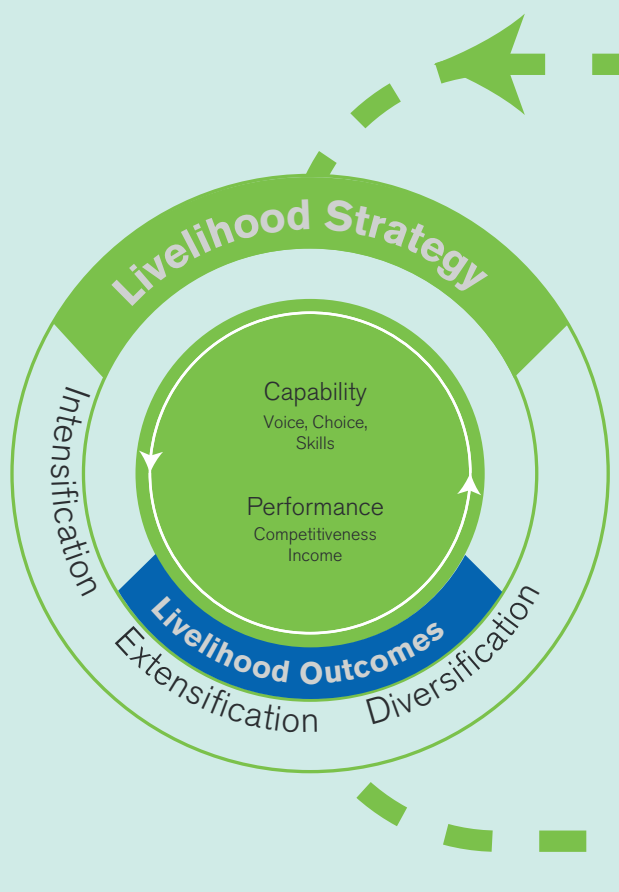 Livelihood Strategy
Intensification
Capability
Voice, Choice,
Skills
Performance
Competitiveness
Income
Livelihood Outcomes
Extensification
Diversification